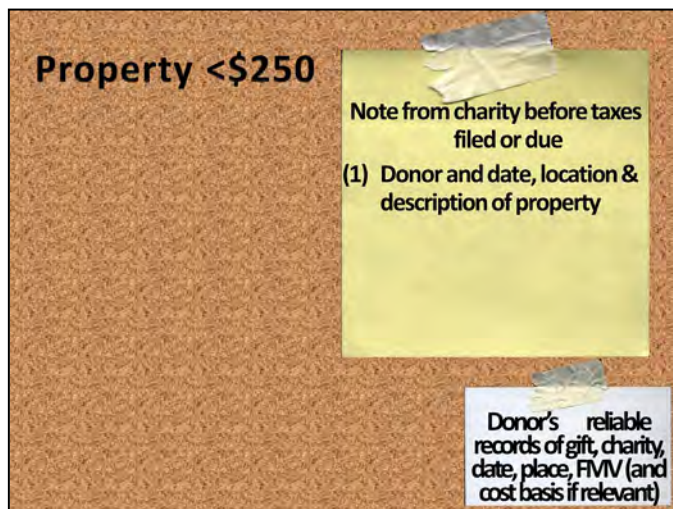 Property <$250
Note from charity before taxes
filed or due
(1) Donor and date, location &
description of property
Donor's reliable
records of gift, charity,
date, place, FMV (and
cost basis if relevant)